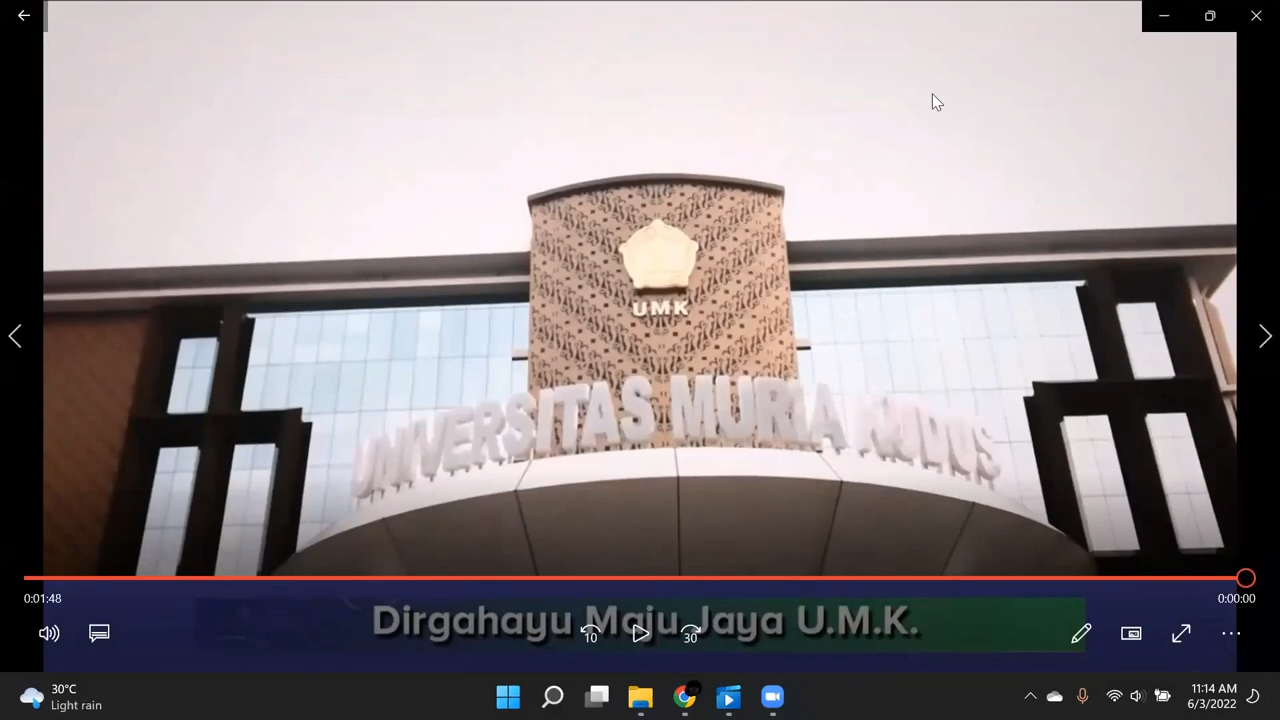 UMK
UNIVERSITAS MURIA KUDUS
0:01:48
0:00:00
Dirgahayu Maju Jaya U.M.K.
10
30
30°C
Light rain
11:14 AM
6/3/2022